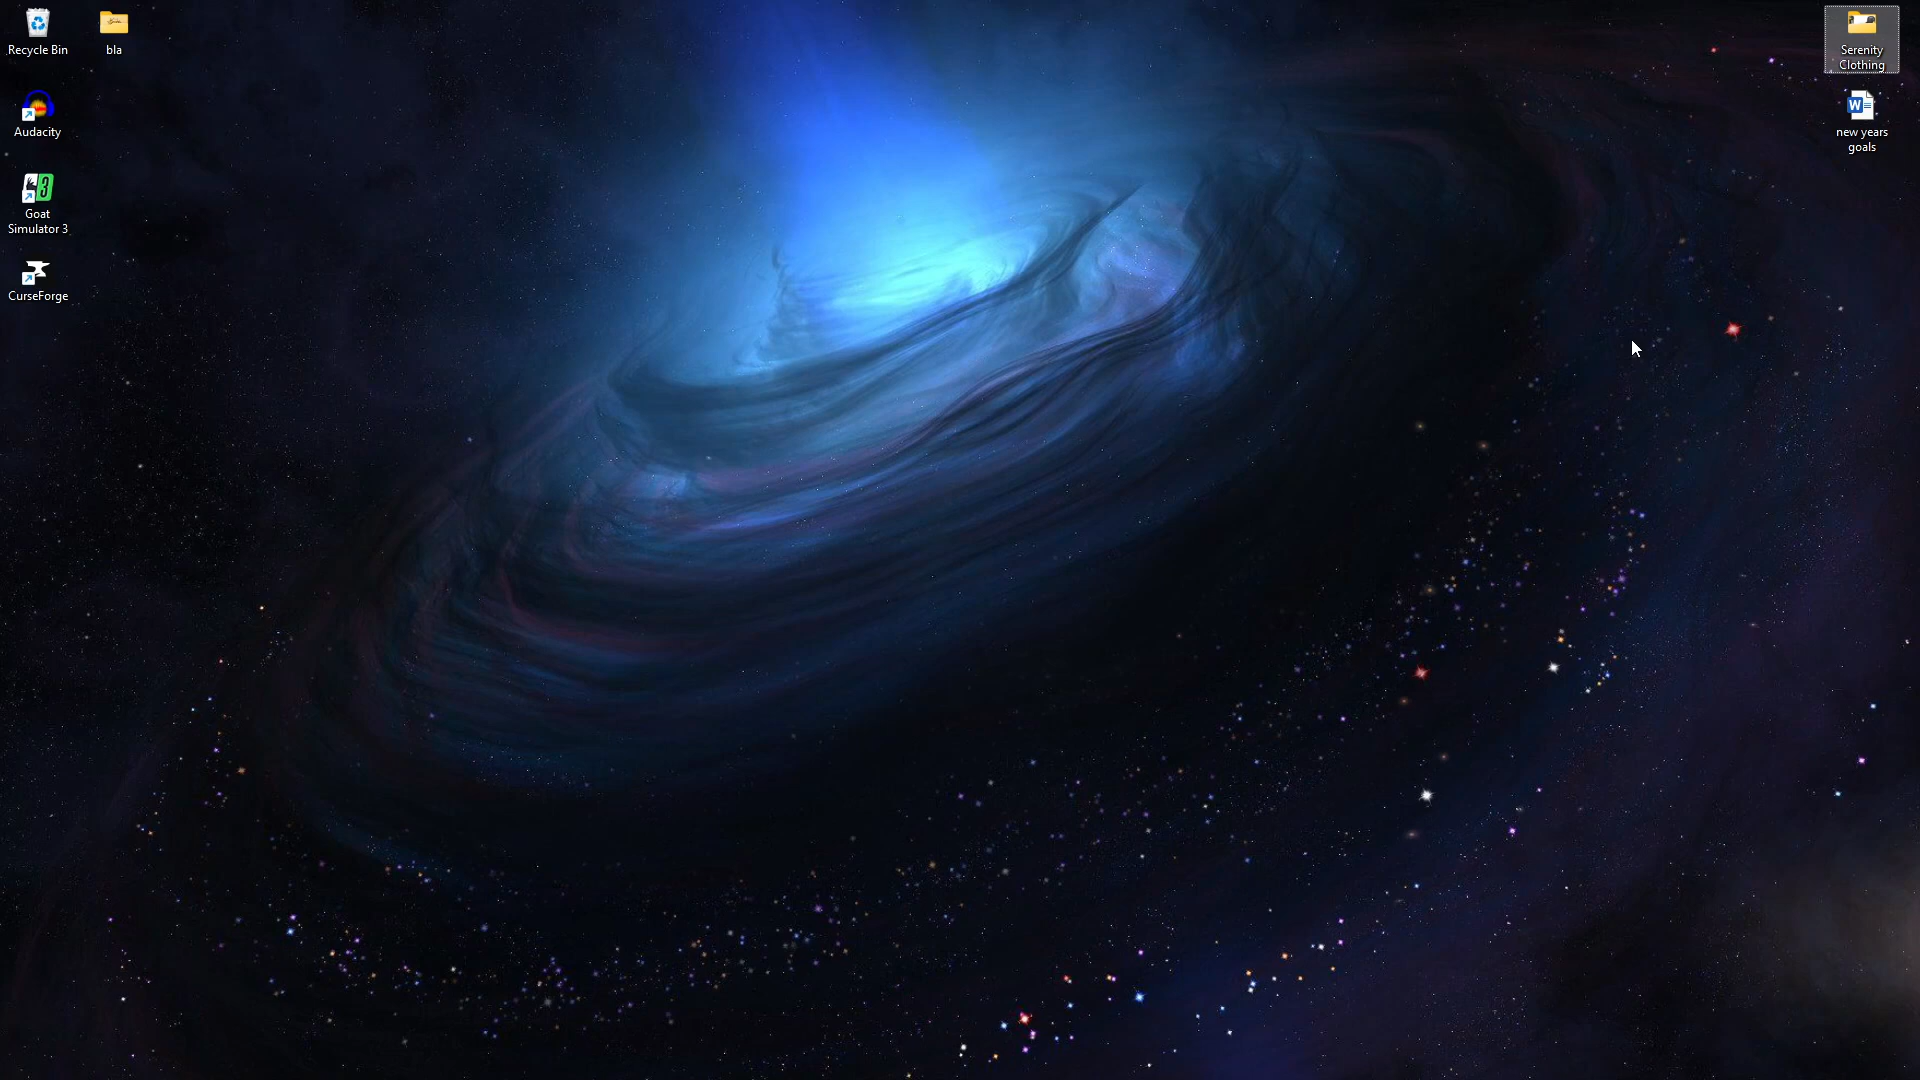 Recycle Bin
bla
Audacity
Goat
Simulator 3
CurseForge
Serenity
Clothing
new years
goals